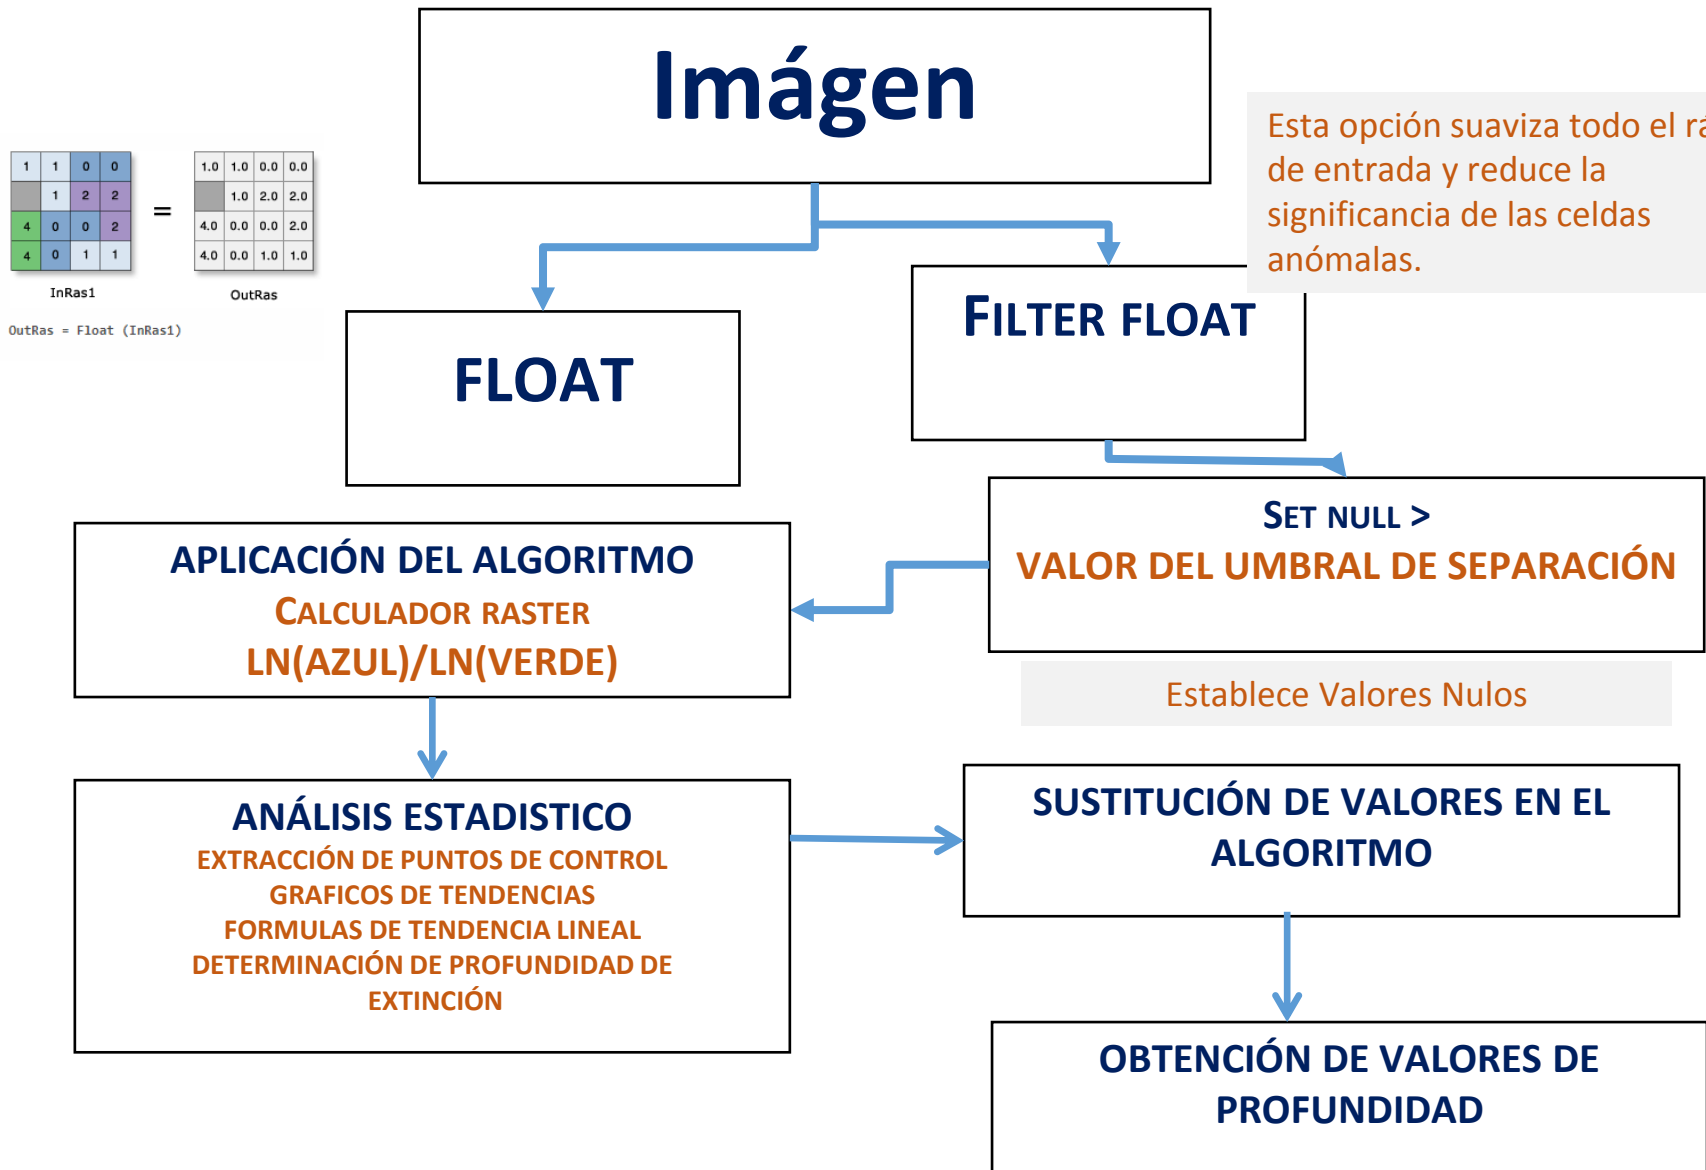 Imágen
Esta opción suaviza todo el rá
de entrada y reduce la
significancia de las celdas
anómalas.
1 1 0 0
1 2 2
4 0 0 2
4 0 1 1
=
1.0 1.0 0.0 0.0
1.0 2.0 2.0
4.0 0.0 0.0 2.0
4.0 0.0 1.0 1.0
InRas1
OutRas
OutRas = Float (InRas1)
FLOAT
FILTER FLOAT
SET NULL >
VALOR DEL UMBRAL DE SEPARACIÓN
Establece Valores Nulos
APLICACIÓN DEL ALGORITMO
CALCULADOR RASTER
LN(AZUL)/LN(VERDE)
ANÁLISIS ESTADISTICO
EXTRACCIÓN DE PUNTOS DE CONTROL
GRAFICOS DE TENDENCIAS
FORMULAS DE TENDENCIA LINEAL
DETERMINACIÓN DE PROFUNDIDAD DE
EXTINCIÓN
SUSTITUCIÓN DE VALORES EN EL
ALGORITMO
OBTENCIÓN DE VALORES DE
PROFUNDIDAD